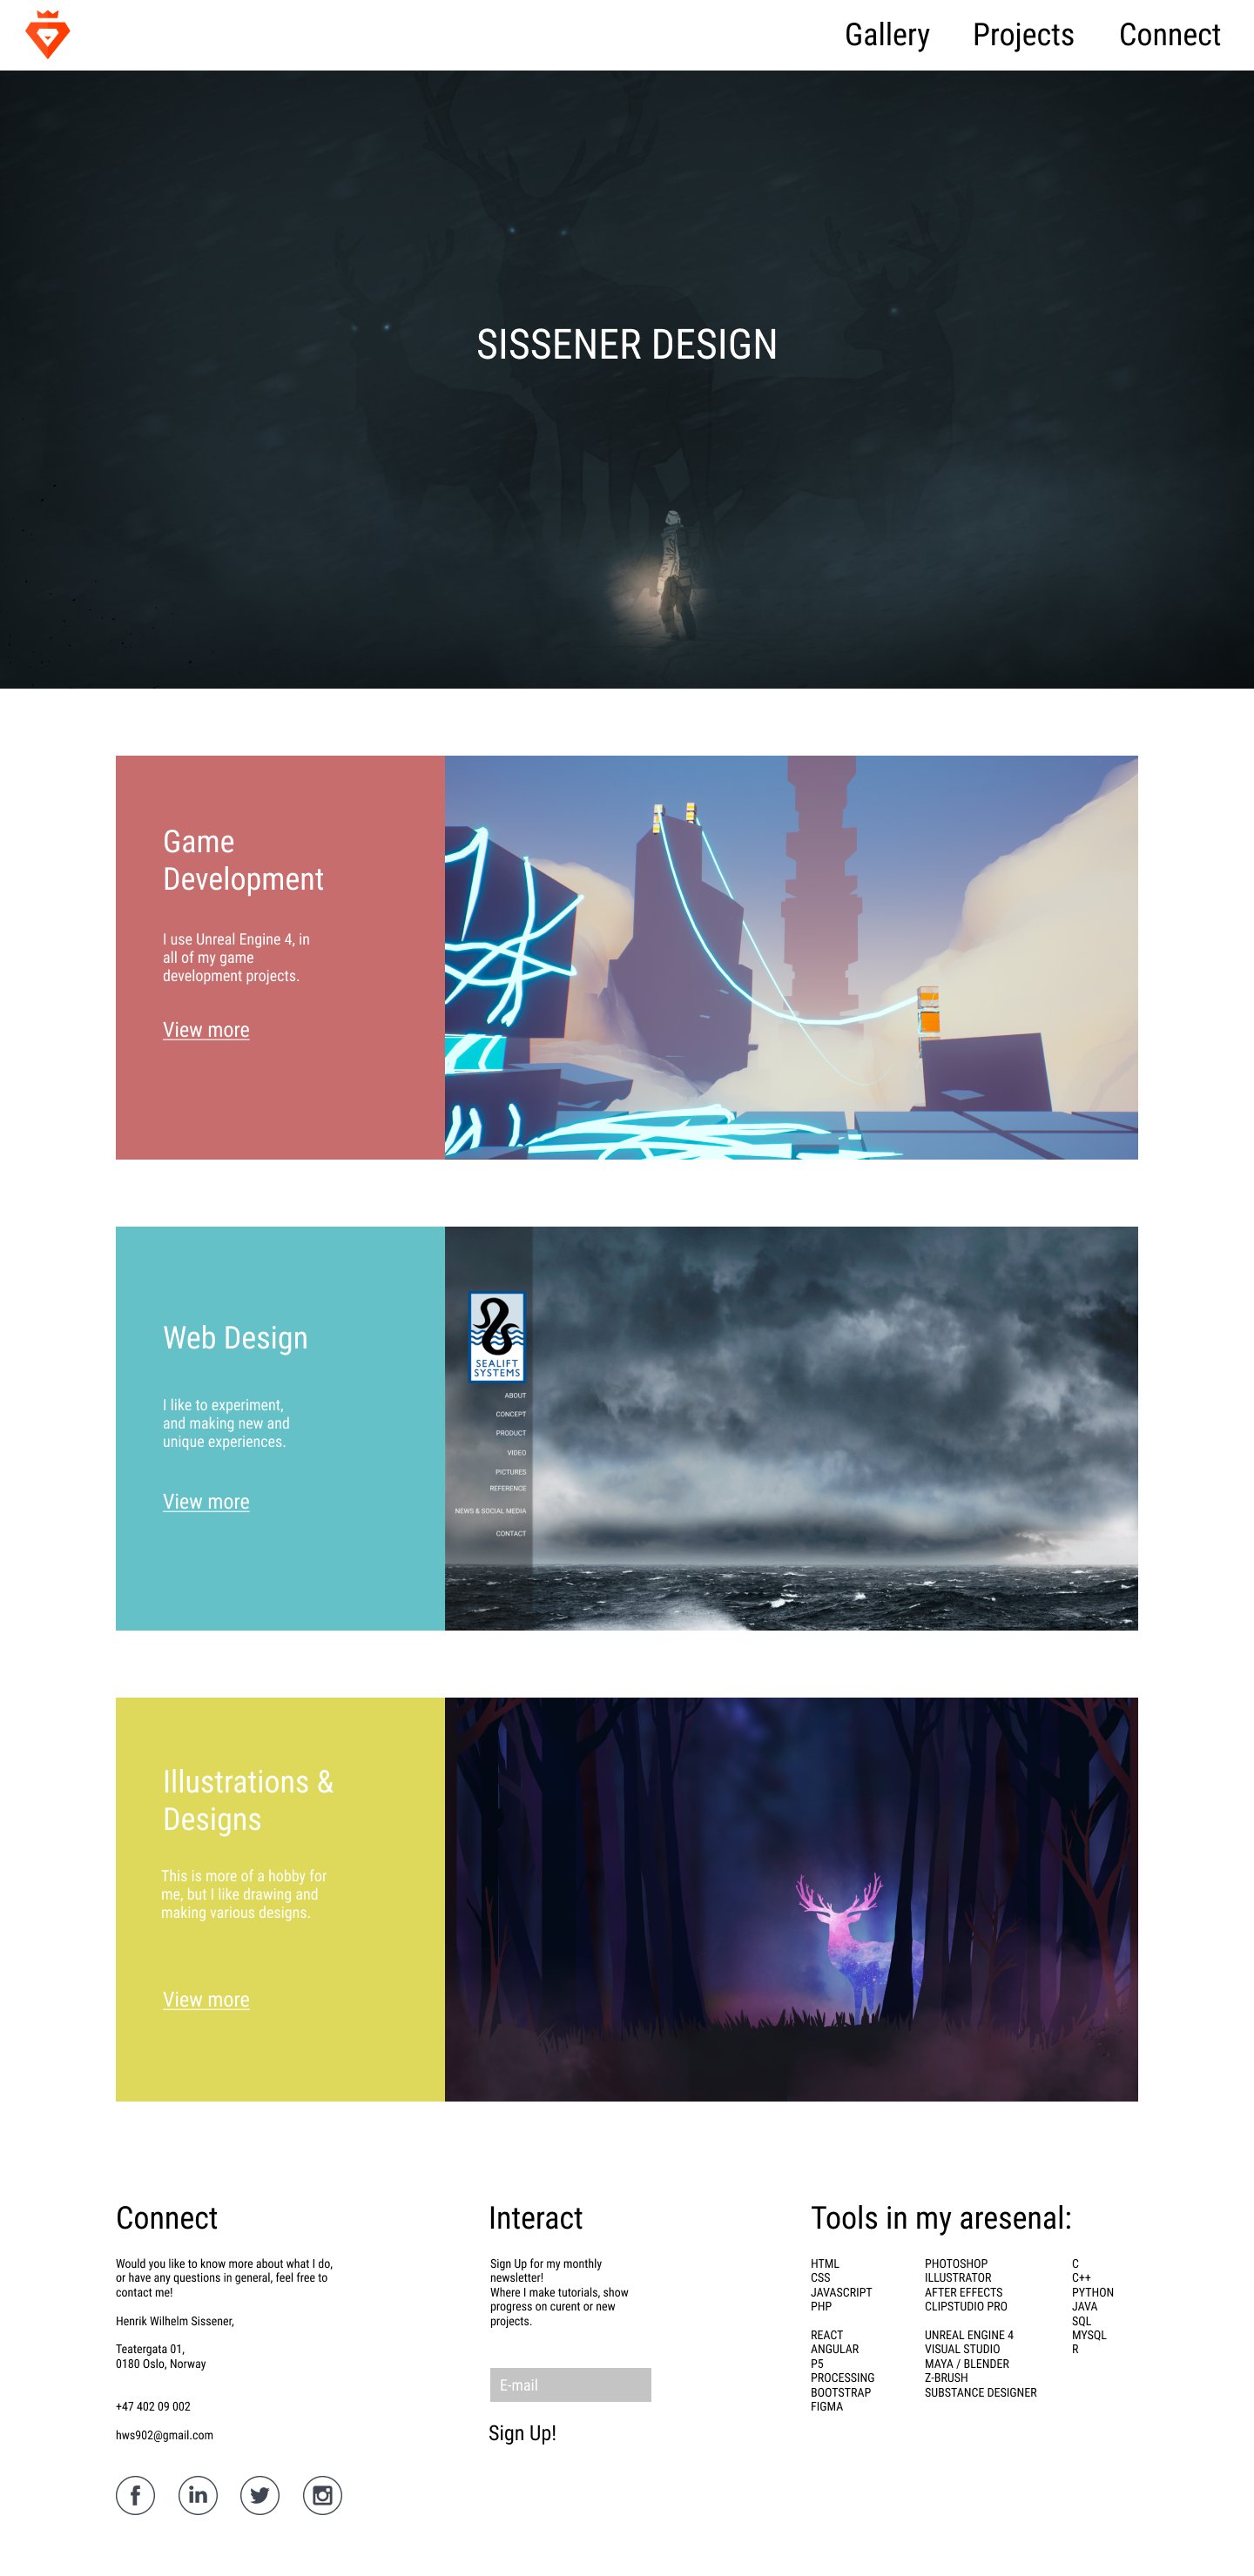 Gallery Projects Connect
SISSENER DESIGN
Game
Development
I use Unreal Engine 4, in
all of my game
development projects.
View more
Web Design
I like to experiment,
and making new and
unique experiences.
View more
SEALIFT
SYSTEMS
ABOUT
CONCEPT
PRODUCT
VIDEO
PICTURES
REFERENCE
NEWS & SOCIAL MEDIA
CONTACT
Illustrations &
Designs
This is more of a hobby for
me, but I like drawing and
making various designs.
View more
Connect
Would you like to know more about what I do,
or have any questions in general, feel free to
contact me!
Henrik Wilhelm Sissener,
Teatergata 01,
0180 Oslo, Norway
+47 402 09 002
hws902@gmail.com
f
in
Interact
Sign Up for my monthly
newsletter!
Where I make tutorials, show
progress on curent or new
projects.
E-mail
Sign Up!
Tools in my aresenal:
HTML
CSS
JAVASCRIPT
PHP
REACT
ANGULAR
P5
PROCESSING
BOOTSTRAP
FIGMA
PHOTOSHOP
ILLUSTRATOR
AFTER EFFECTS
CLIPSTUDIO PRO
UNREAL ENGINE 4
VISUAL STUDIO
MAYA / BLENDER
Z-BRUSH
SUBSTANCE DESIGNER
C
C++
PYTHON
JAVA
SQL
MYSQL
R